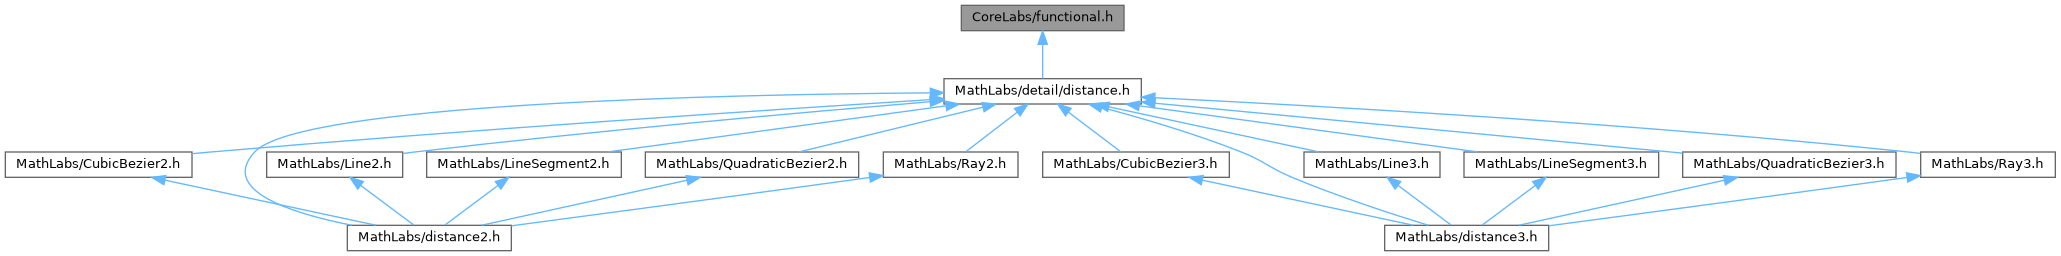 CoreLabs/functional.h
MathLabs/detail/distance.h
MathLabs/CubicBezier2.h
MathLabs/Line2.h
MathLabs/LineSegment2.h
MathLabs/QuadraticBezier2.h
MathLabs/Ray2.h
MathLabs/CubicBezier3.h
MathLabs/Line3.h
MathLabs/LineSegment3.h
MathLabs/QuadraticBezier3.h
MathLabs/Ray3.h
MathLabs/distance2.h
MathLabs/distance3.h